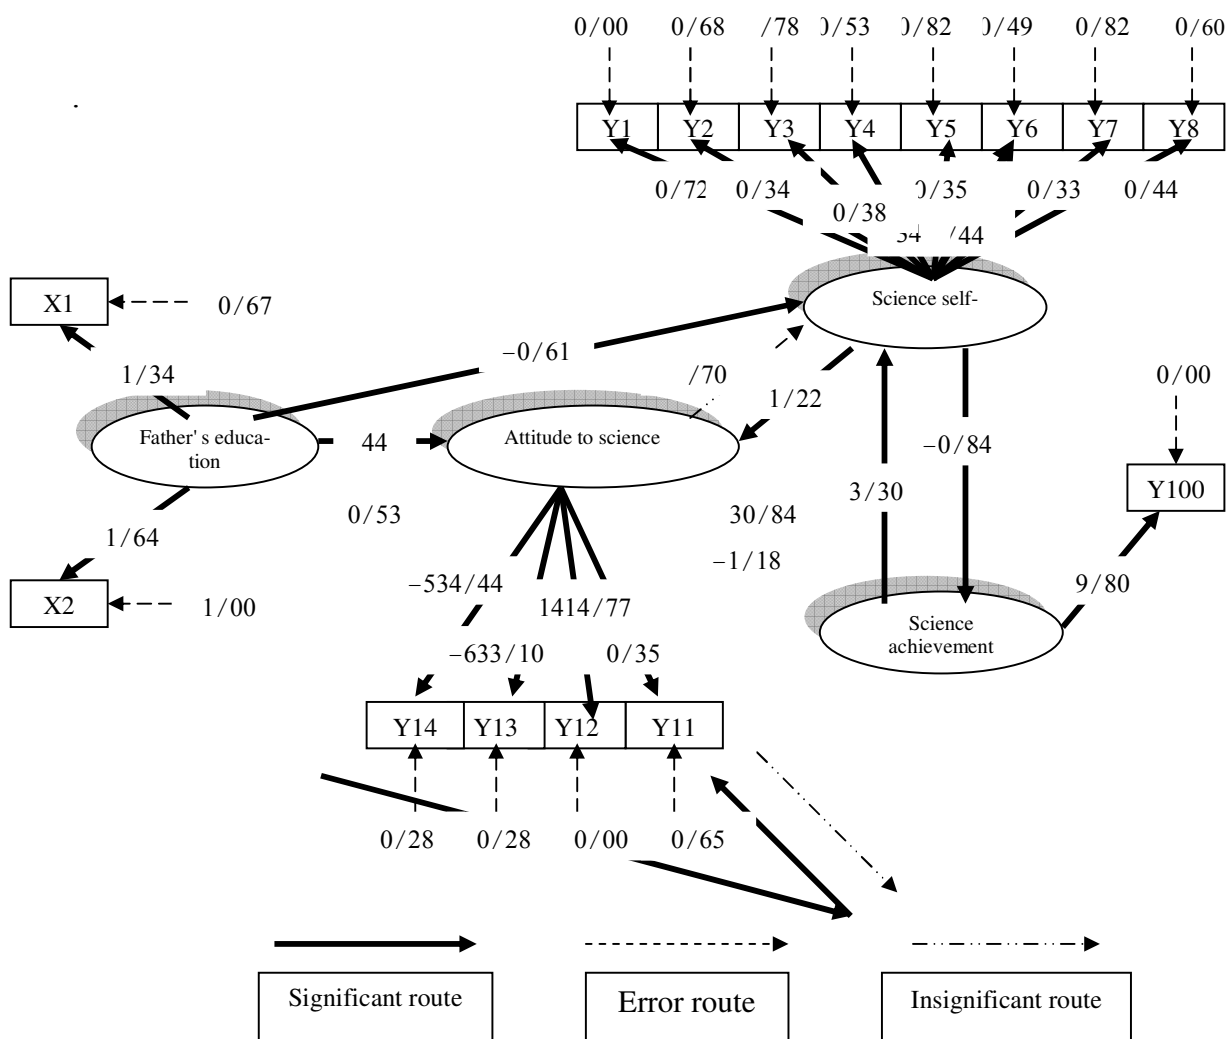 0/00 0/68 /78 0/53 0/82 0/49 0/82 0/60
Y1 Y2 Y3 Y4 Y5 Y6 Y7 Y8
0/72 0/34 0/35 0/33 0/44
0/38
34 /44
Science self-
X1 0/67
–0/61
1/34 /70 1/22 0/00
Father's educa-
tion
44
Attitude to science
–0/84
3/30 Y100
0/53 30/84
1/64 –1/18
–534/44 1414/77 9/80
X2 1/00
Science
achievement
–633/10 0/35
Y14 Y13 Y12 Y11
0/28 0/28 0/00 0/65
Significant route Error route Insignificant route